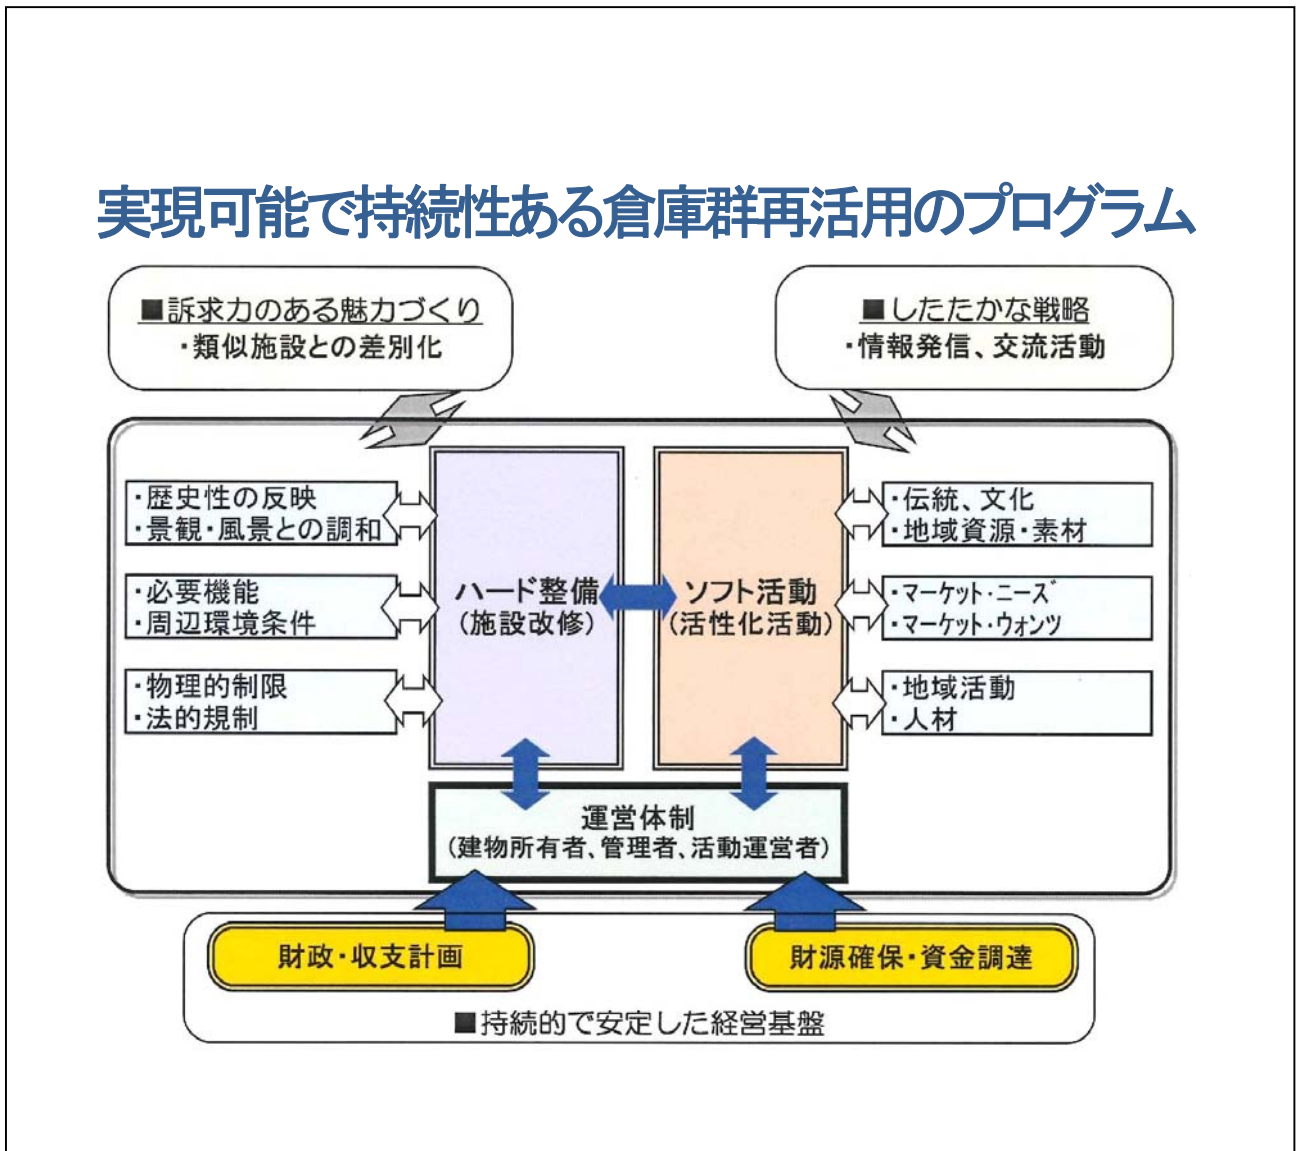 実現可能で持続性ある倉庫群再活用のプログラム
■訴求力のある魅力づくり
・類似施設との差別化
■したたかな戦略
・情報発信、交流活動
・歴史性の反映
・景観・風景との調和
・必要機能
・周辺環境条件
・物理的制限
・法的規制
ハード整備
(施設改修)
ソフト活動
(活性化活動)
・伝統、文化
・地域資源・素材
・マーケット・ニーズ
・マーケット・ウォンツ
・地域活動
・人材
運営体制
(建物所有者、管理者、活動運営者)
財政・収支計画
財源確保・資金調達
■持続的で安定した経営基盤